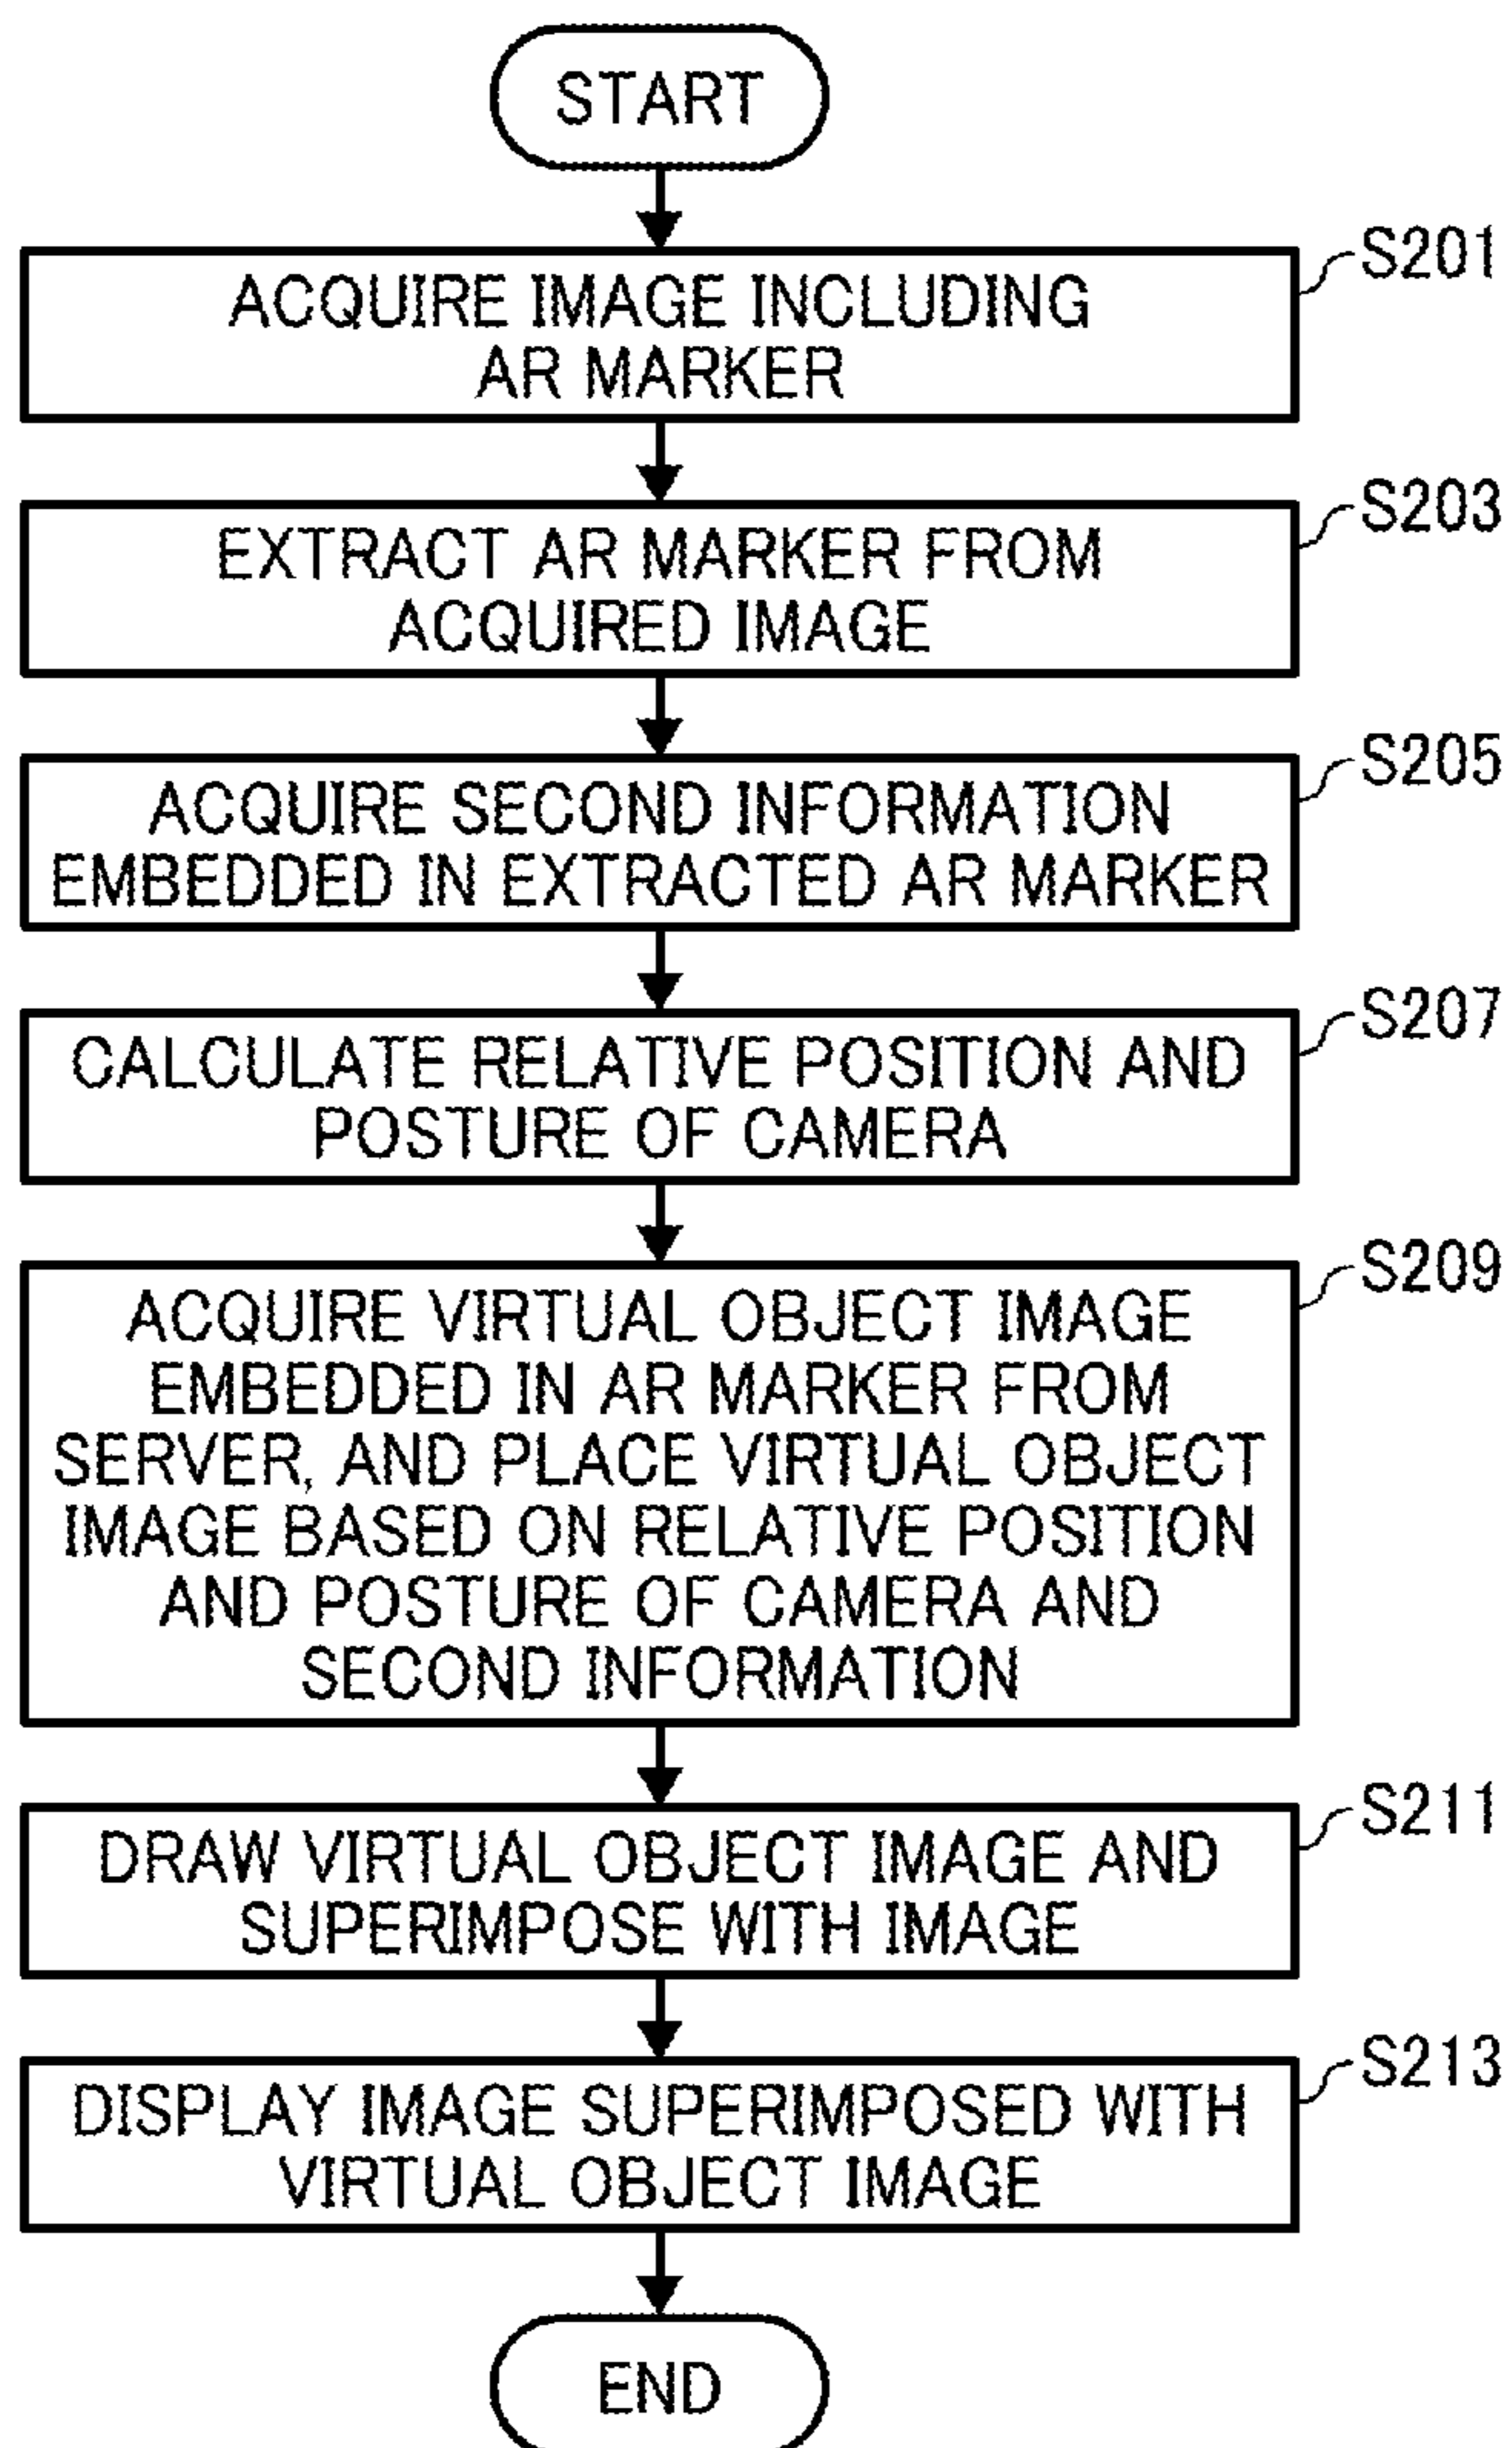 START
S201
ACQUIRE IMAGE INCLUDING
AR MARKER
S203
EXTRACT AR MARKER FROM
ACQUIRED IMAGE
S205
ACQUIRE SECOND INFORMATION
EMBEDDED IN EXTRACTED AR MARKER
S207
CALCULATE RELATIVE POSITION AND
POSTURE OF CAMERA
S209
ACQUIRE VIRTUAL OBJECT IMAGE
EMBEDDED IN AR MARKER FROM
SERVER, AND PLACE VIRTUAL OBJECT
IMAGE BASED ON RELATIVE POSITION
AND POSTURE OF CAMERA AND
SECOND INFORMATION
S211
DRAW VIRTUAL OBJECT IMAGE AND
SUPERIMPOSE WITH IMAGE
S213
DISPLAY IMAGE SUPERIMPOSED WITH
VIRTUAL OBJECT IMAGE
END